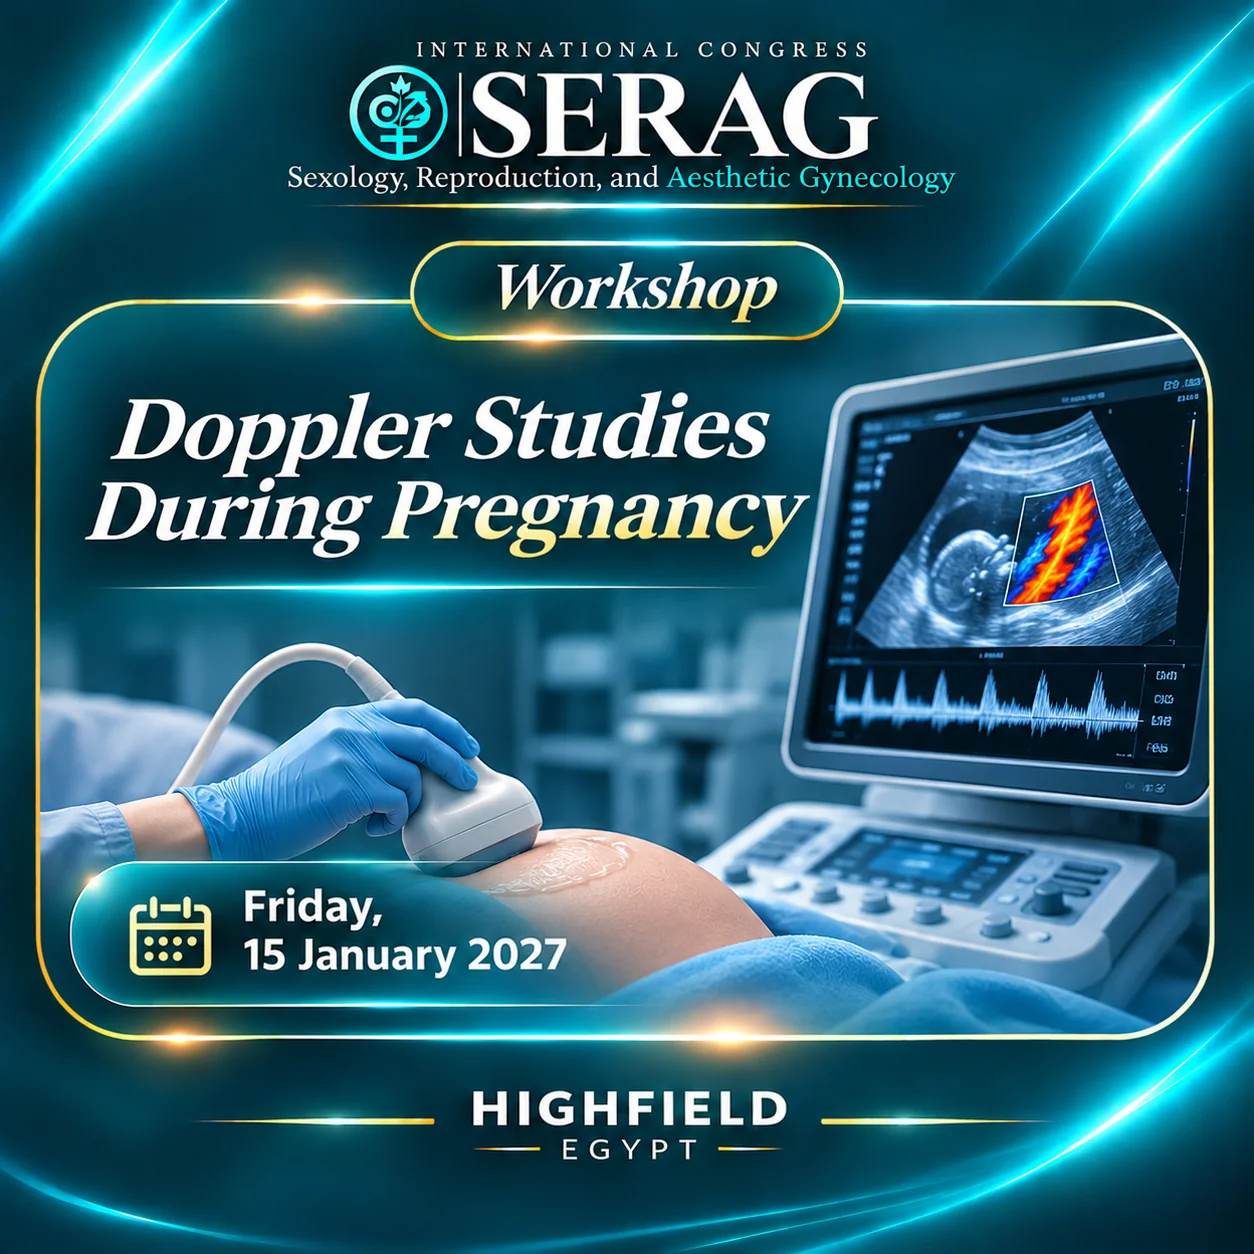 INTERNATIONAL CONGRESS
SERAG
Sexology, Reproduction, and Aesthetic Gynecology
Workshop
Doppler Studies
During Pregnancy
Friday,
15 January 2027
HIGHFIELD
EGYPT